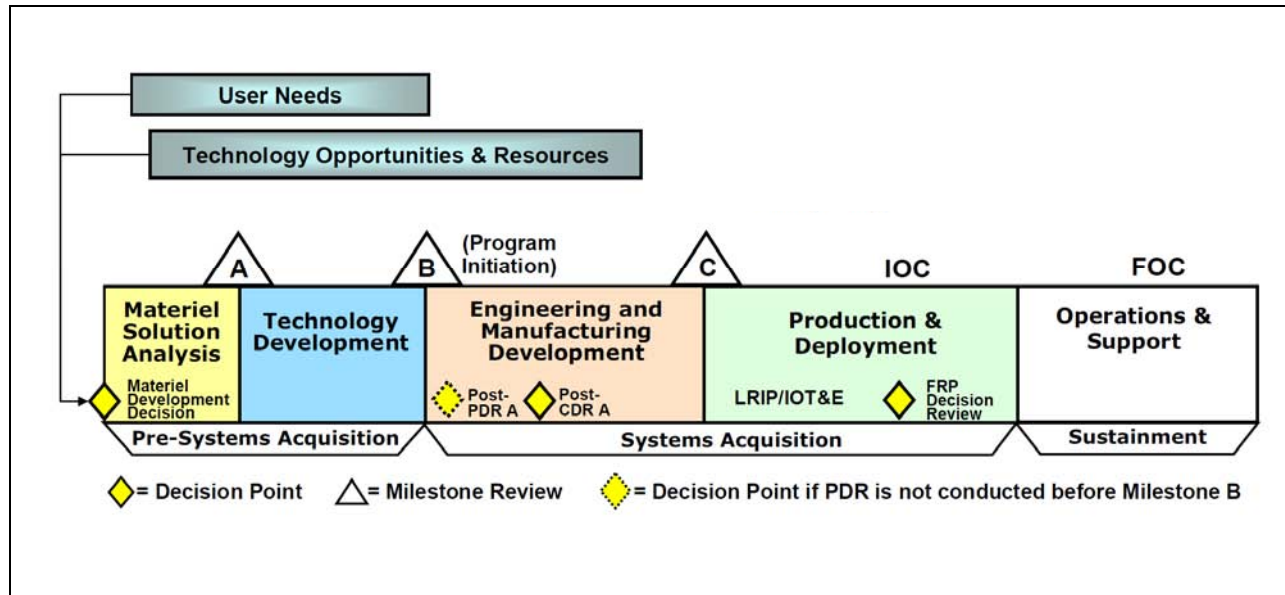 User Needs
Technology Opportunities & Resources
A
B
(Program
Initiation)
C
IOC
FOC
Materiel
Solution
Analysis
Materiel
Development
Decision
Technology
Development
Engineering and
Manufacturing
Development
Post-
PDR A
Post-
CDR A
Production &
Deployment
LRIP/IOT&E
FRP
Decision
Review
Operations &
Support
Pre-Systems Acquisition
Systems Acquisition
Sustainment
= Decision Point
= Milestone Review
= Decision Point if PDR is not conducted before Milestone B